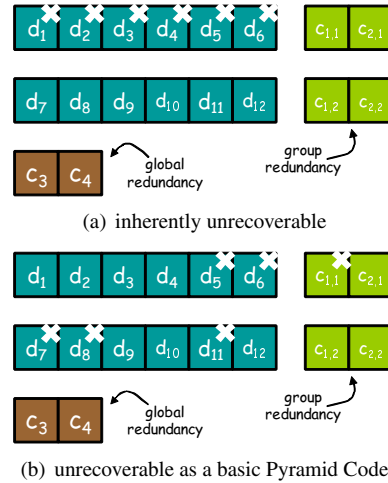 d1 d2 d3 d4 d5 d6 c1,1 c2,1
d7 d8 d9 d10 d11 d12 c1,2 c2,2
c3 c4
global
redundancy
group
redundancy
(a) inherently unrecoverable
d1 d2 d3 d4 d5 d6 c1,1 c2,1
d7 d8 d9 d10 d11 d12 c1,2 c2,2
c3 c4
global
redundancy
group
redundancy
(b) unrecoverable as a basic Pyramid Code